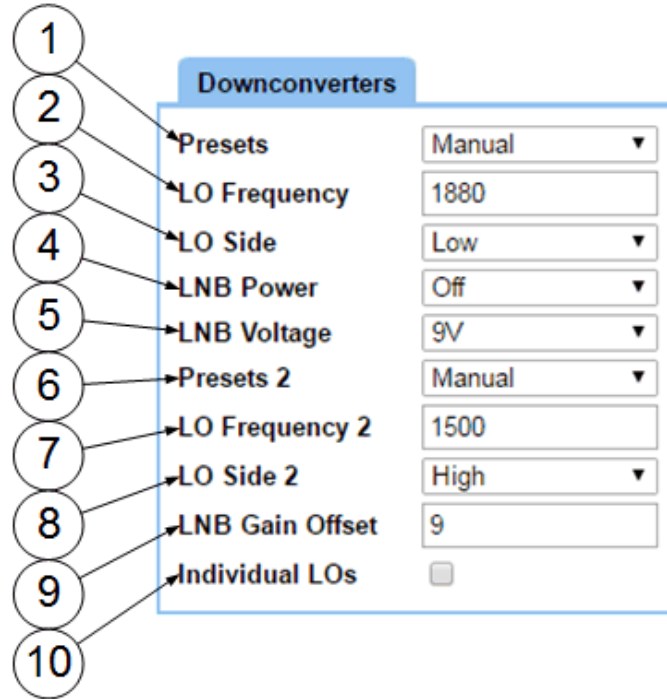 Downconverters
1 Presets Manual
2 LO Frequency 1880
3 LO Side Low
4 LNB Power Off
5 LNB Voltage 9V
6 Presets 2 Manual
7 LO Frequency 2 1500
8 LO Side 2 High
9 LNB Gain Offset 9
10 Individual LOs